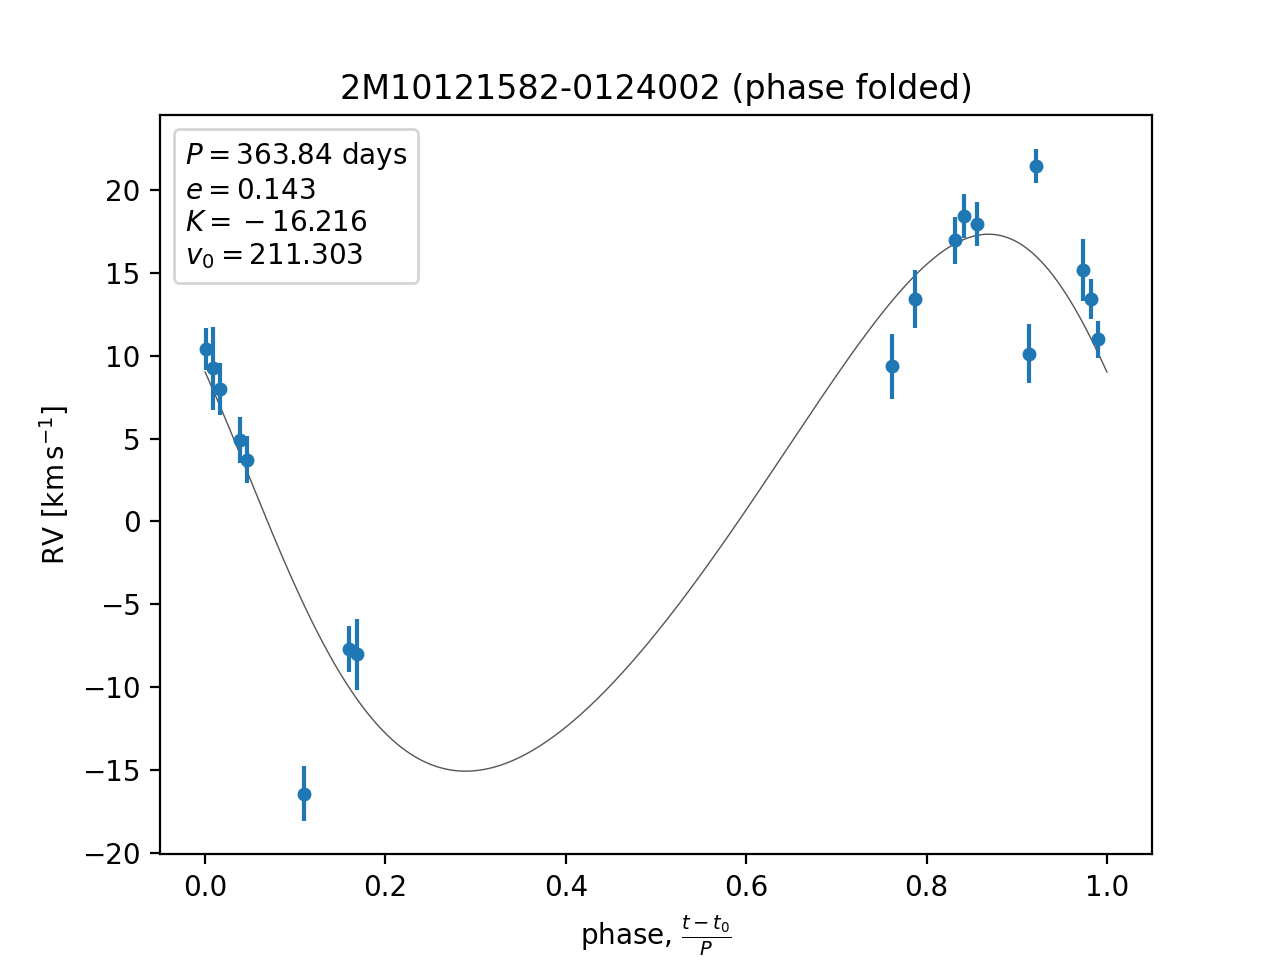 2M10121582-0124002 (phase folded)
P = 363.84 days
e = 0.143
K = −16.216
v₀ = 211.303
RV [km s⁻¹]
20
15
10
5
0
−5
−10
−15
−20
0.0 0.2 0.4 0.6 0.8 1.0
phase, (t − t₀)/P